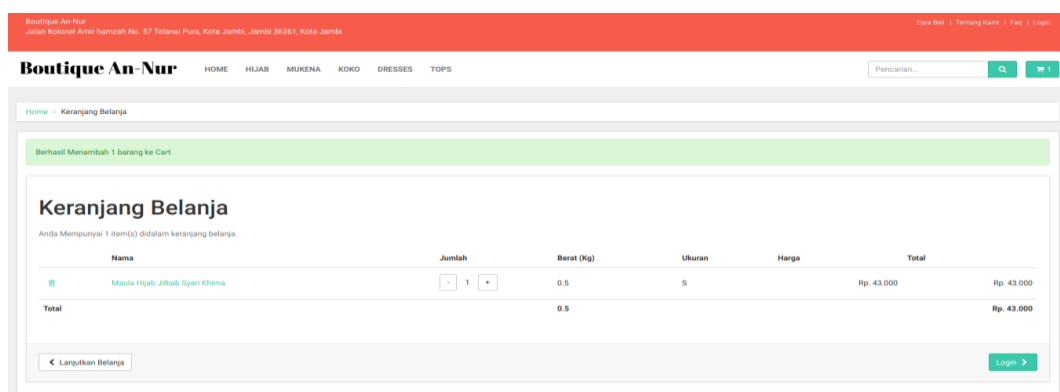 Boutique An-Nur
Jalan Kolonel Amir hamzah No. 57 Telanai Pura, Kota Jambi, Jambi 36361, Kota Jambi
Cara Beli | Tentang Kami | Faq | Login
Boutique An-Nur HOME HIJAB MUKENA KOKO DRESSES TOPS Pencarian... 1
Home > Keranjang Belanja
Berhasil Menambah 1 barang ke Cart
Keranjang Belanja
Anda Mempunyai 1 item(s) didalam keranjang belanja.
Nama Jumlah Berat (Kg) Ukuran Harga Total
Maula Hijab Jilbab Syari Khima - 1 + 0.5 S Rp. 43.000 Rp. 43.000
Total 0.5 Rp. 43.000
Lanjutkan Belanja Login